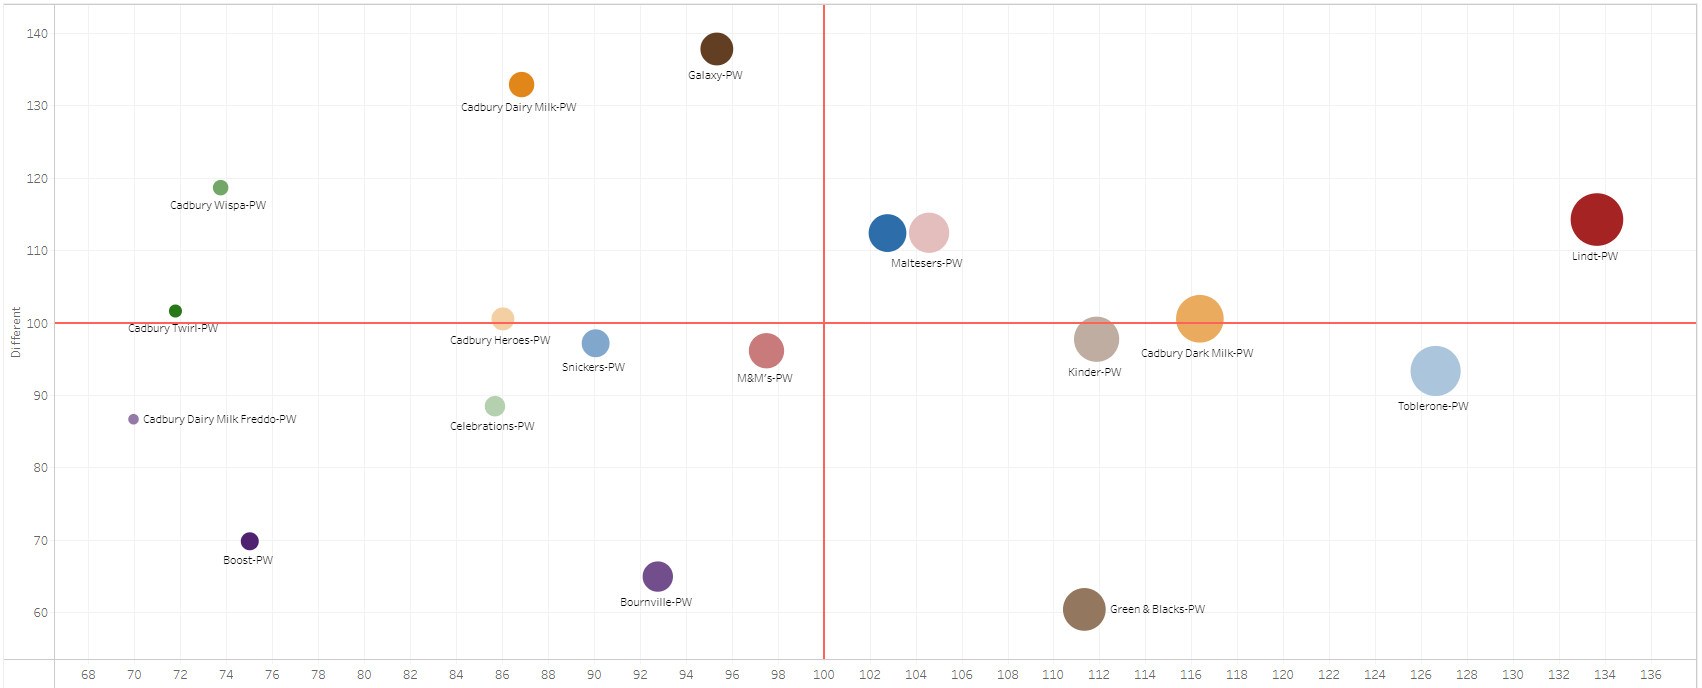 140
Galaxy-PW
130
Cadbury Dairy Milk-PW
120
Cadbury Wispa-PW
110
Maltesers-PW
Lindt-PW
100
Cadbury Twirl-PW
Different
Cadbury Heroes-PW
Cadbury Dark Milk-PW
Snickers-PW
Kinder-PW
M&M's-PW
90
Toblerone-PW
Cadbury Dairy Milk Freddo-PW
Celebrations-PW
80
70
Boost-PW
Bournville-PW
60
Green & Blacks-PW
68 70 72 74 76 78 80 82 84 86 88 90 92 94 96 98 100 102 104 106 108 110 112 114 116 118 120 122 124 126 128 130 132 134 136